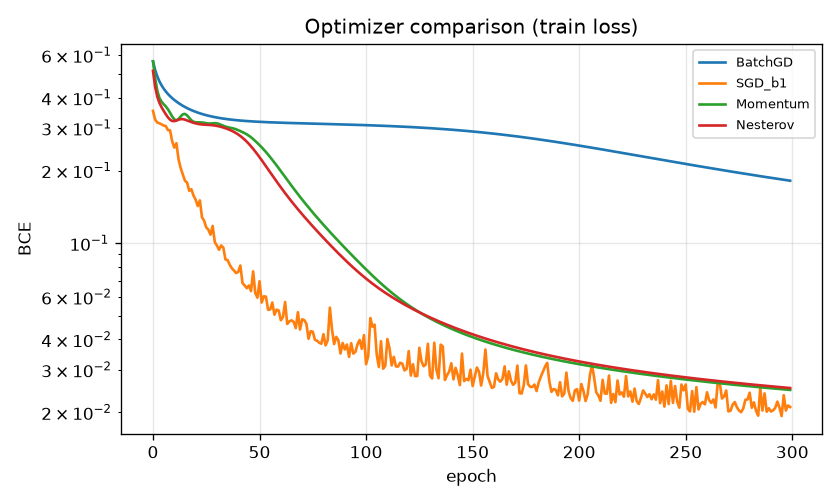 Optimizer comparison (train loss)
BatchGD
SGD_b1
Momentum
Nesterov
6 × 10⁻¹
4 × 10⁻¹
3 × 10⁻¹
2 × 10⁻¹
10⁻¹
6 × 10⁻²
4 × 10⁻²
3 × 10⁻²
2 × 10⁻²
BCE
0 50 100 150 200 250 300
epoch